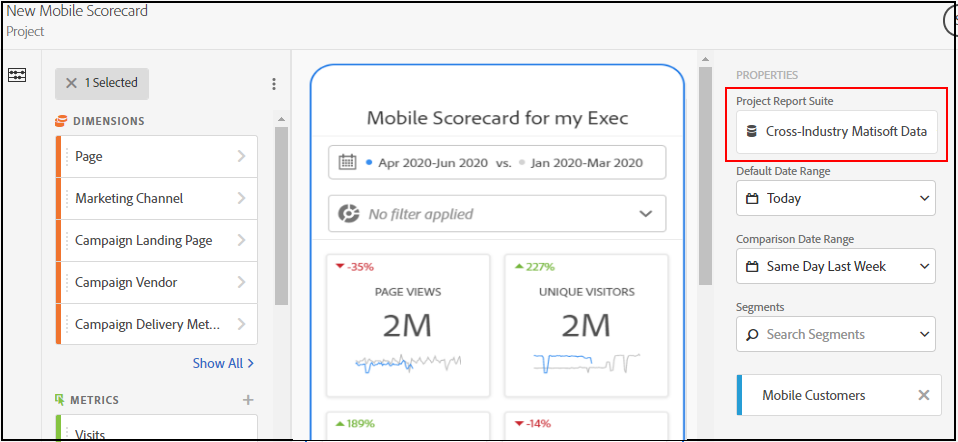 New Mobile Scorecard
Project
1 Selected
DIMENSIONS
Page
Marketing Channel
Campaign Landing Page
Campaign Vendor
Campaign Delivery Met...
Show All
METRICS
Visits
Mobile Scorecard for my Exec
Apr 2020-Jun 2020 vs. Jan 2020-Mar 2020
No filter applied
-35%
PAGE VIEWS
2M
227%
UNIQUE VISITORS
2M
189%
-14%
PROPERTIES
Project Report Suite
Cross-Industry Matisoft Data
Default Date Range
Today
Comparison Date Range
Same Day Last Week
Segments
Search Segments
Mobile Customers